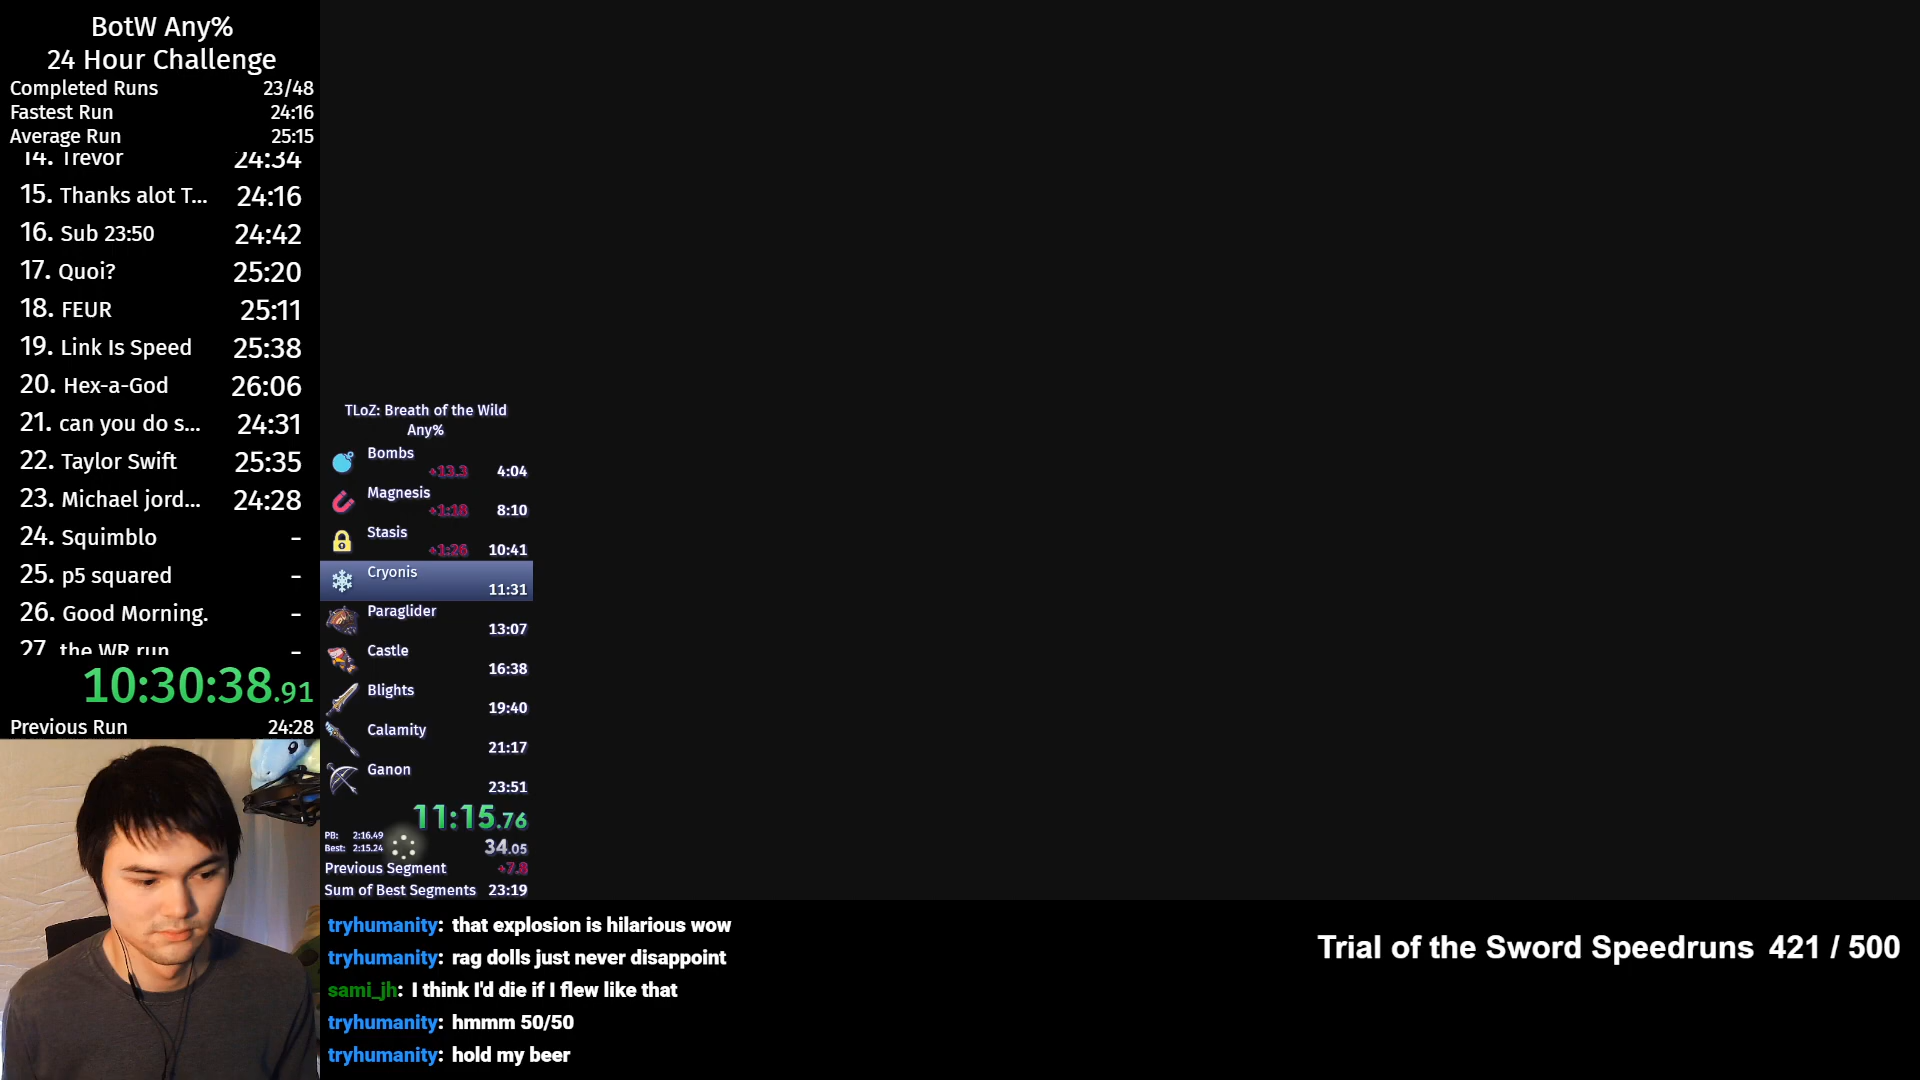 BotW Any%
24 Hour Challenge
Completed Runs 23/48
Fastest Run 24:16
Average Run 25:15
14. Trevor 24:34
15. Thanks alot T... 24:16
16. Sub 23:50 24:42
17. Quoi? 25:20
18. FEUR 25:11
19. Link Is Speed 25:38
20. Hex-a-God 26:06
21. can you do s... 24:31
22. Taylor Swift 25:35
23. Michael jord... 24:28
24. Squimblo -
25. p5 squared -
26. Good Morning. -
27 the WR run -
10:30:38.91
Previous Run 24:28
TLoZ: Breath of the Wild
Any%
Bombs
+13.3 4:04
Magnesis
+1:18 8:10
Stasis
+1:26 10:41
Cryonis
11:31
Paraglider
13:07
Castle
16:38
Blights
19:40
Calamity
21:17
Ganon
23:51
11:15.76
PB: 2:16.49
Best: 2:15.24
34.05
Previous Segment +7.8
Sum of Best Segments 23:19
tryhumanity: that explosion is hilarious wow
tryhumanity: rag dolls just never disappoint
sami_jh: I think I'd die if I flew like that
tryhumanity: hmmm 50/50
tryhumanity: hold my beer
Trial of the Sword Speedruns 421 / 500